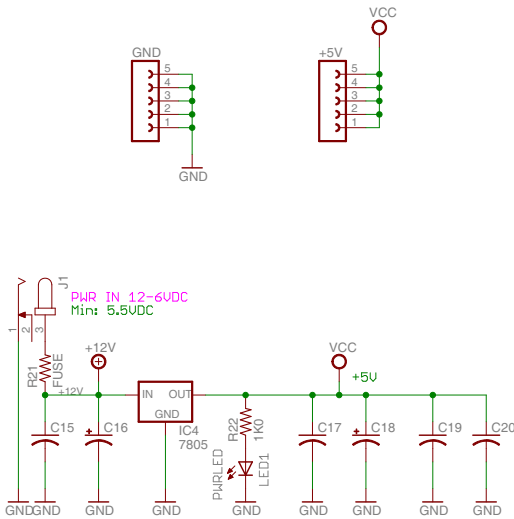 VCC
GND
+5V
5
4
3
2
1
5
4
3
2
1
GND
J1
PWR IN 12-6VDC
Min: 5.5VDC
1
2
3
R21
FUSE
+12V
+12V
VCC
+5V
IN
OUT
GND
IC4
7805
C15
C16
R22
1K0
PWRLED
LED1
C17
C18
C19
C20
GND
GND
GND
GND
GND
GND
GND
GND
GND